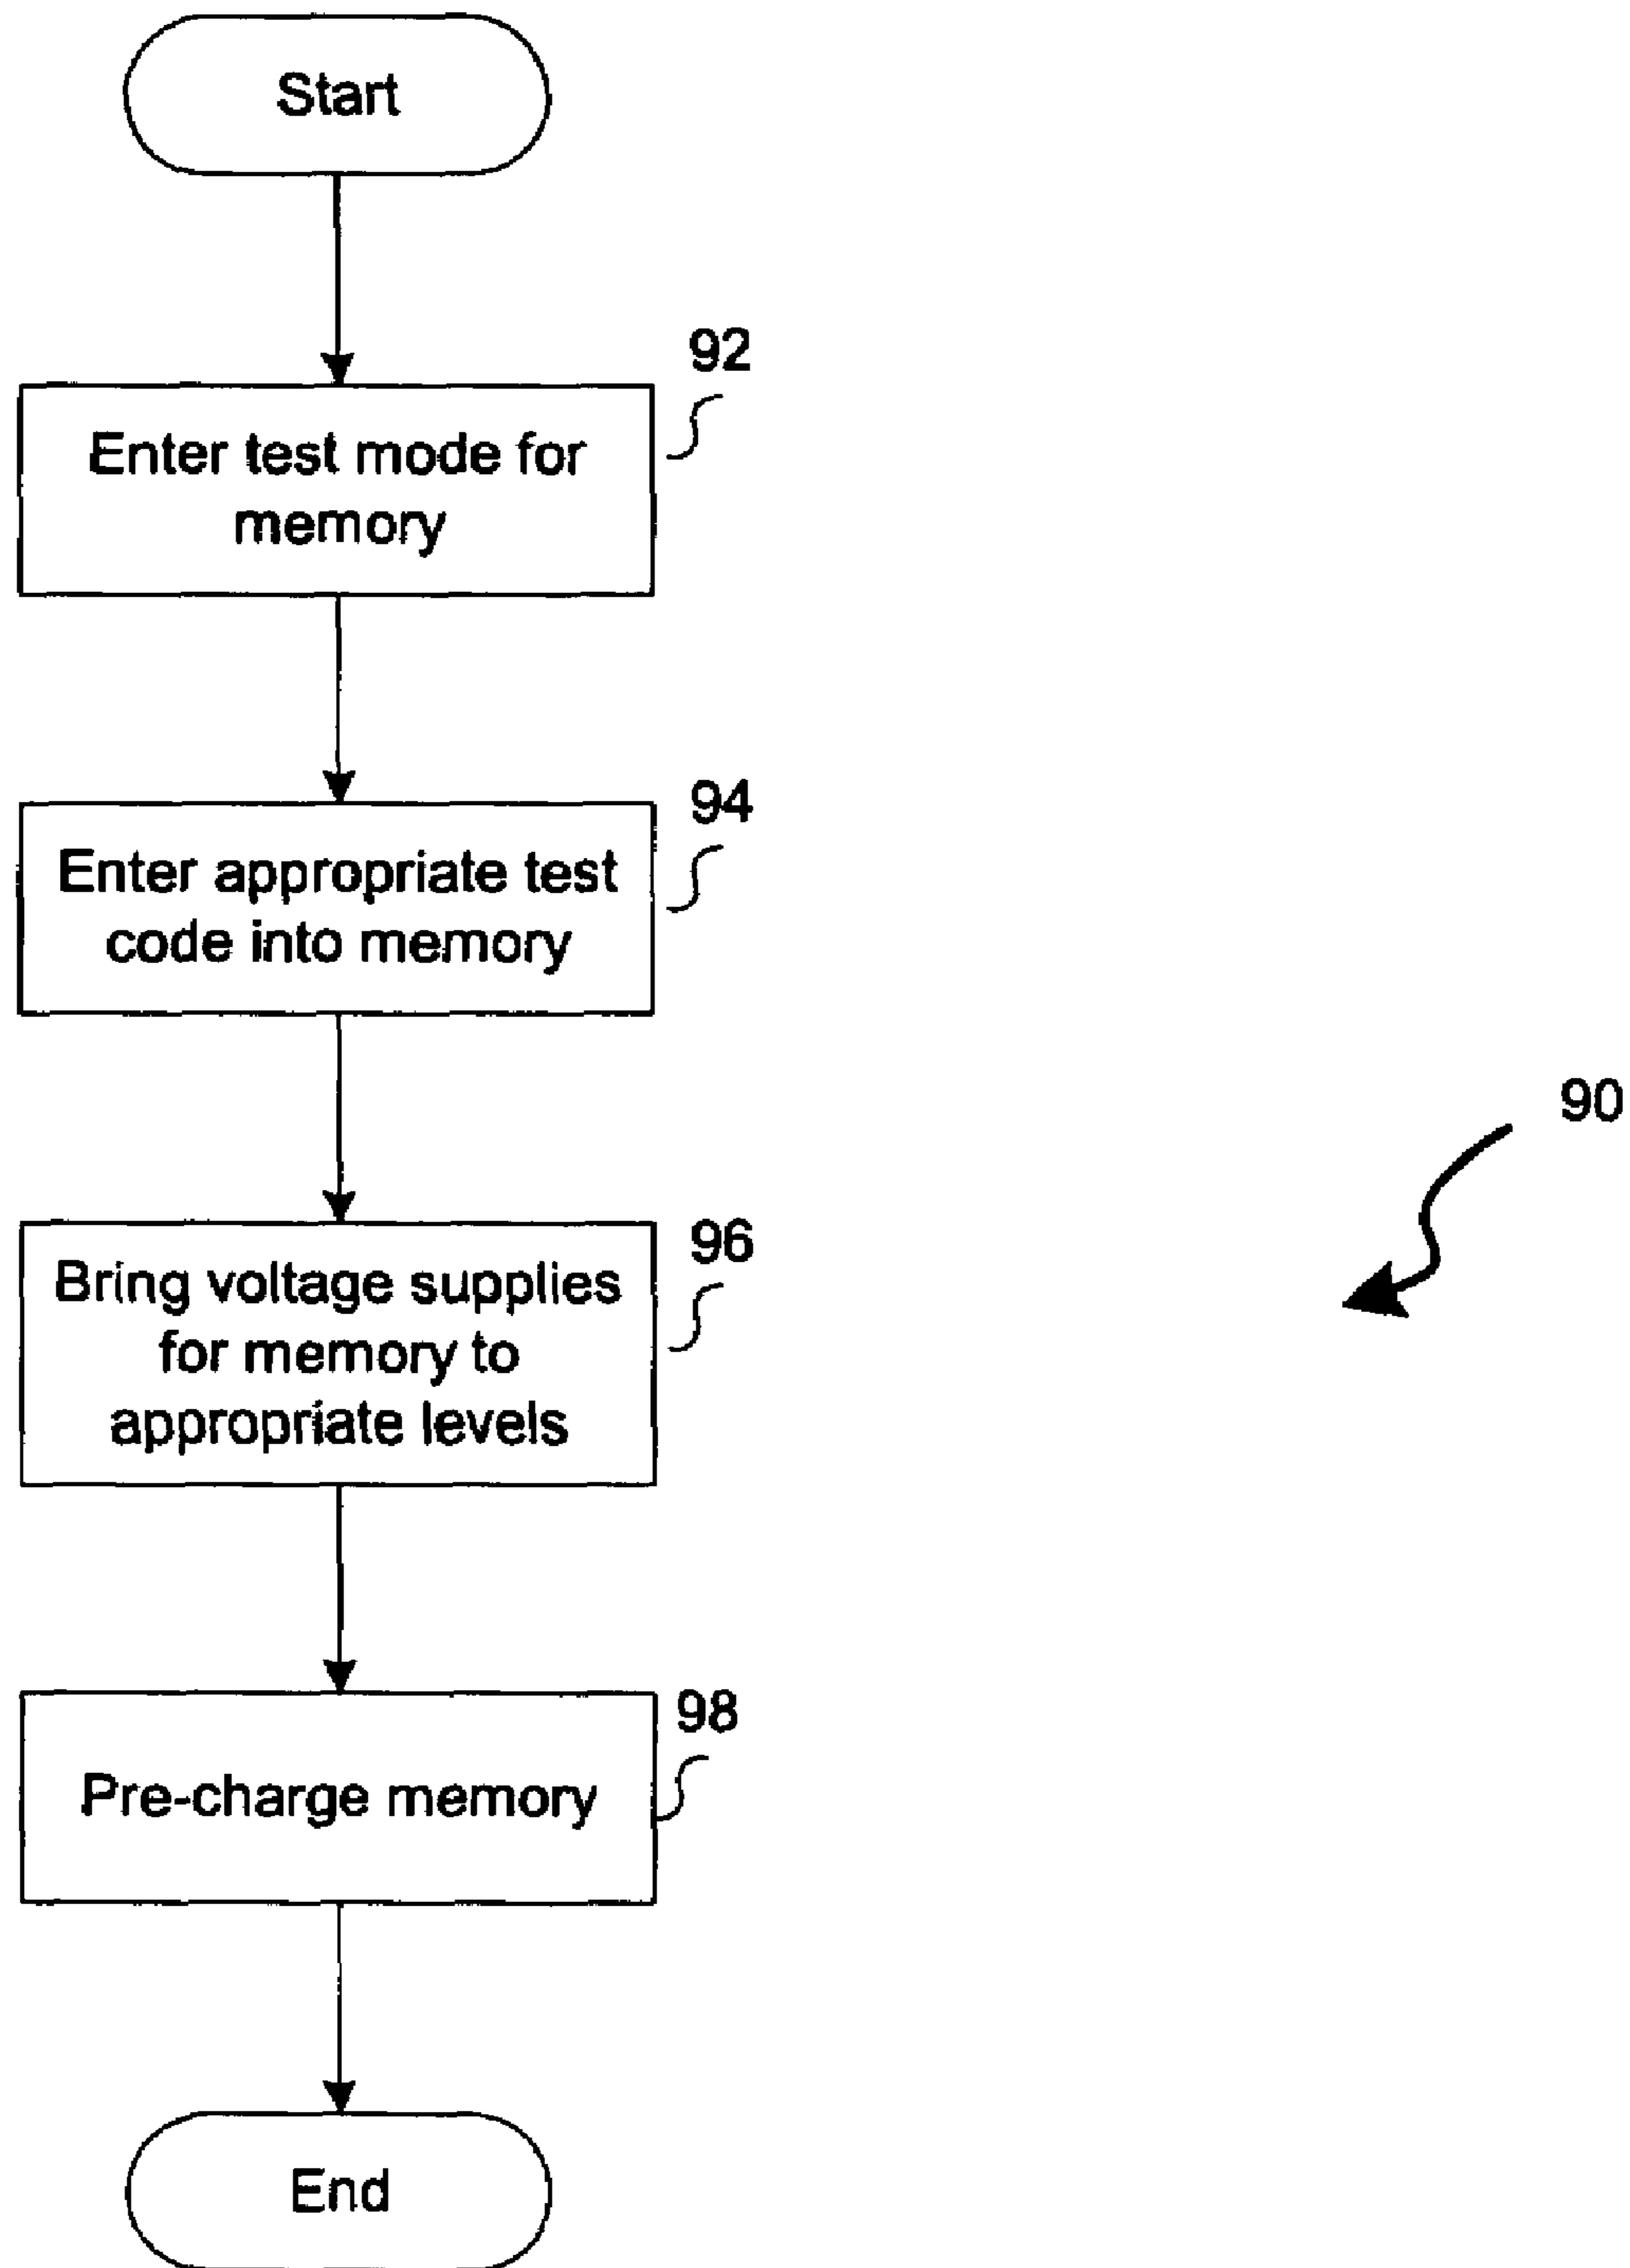 Start
92
Enter test mode for
memory
94
Enter appropriate test
code into memory
90
96
Bring voltage supplies
for memory to
appropriate levels
98
Pre-charge memory
End